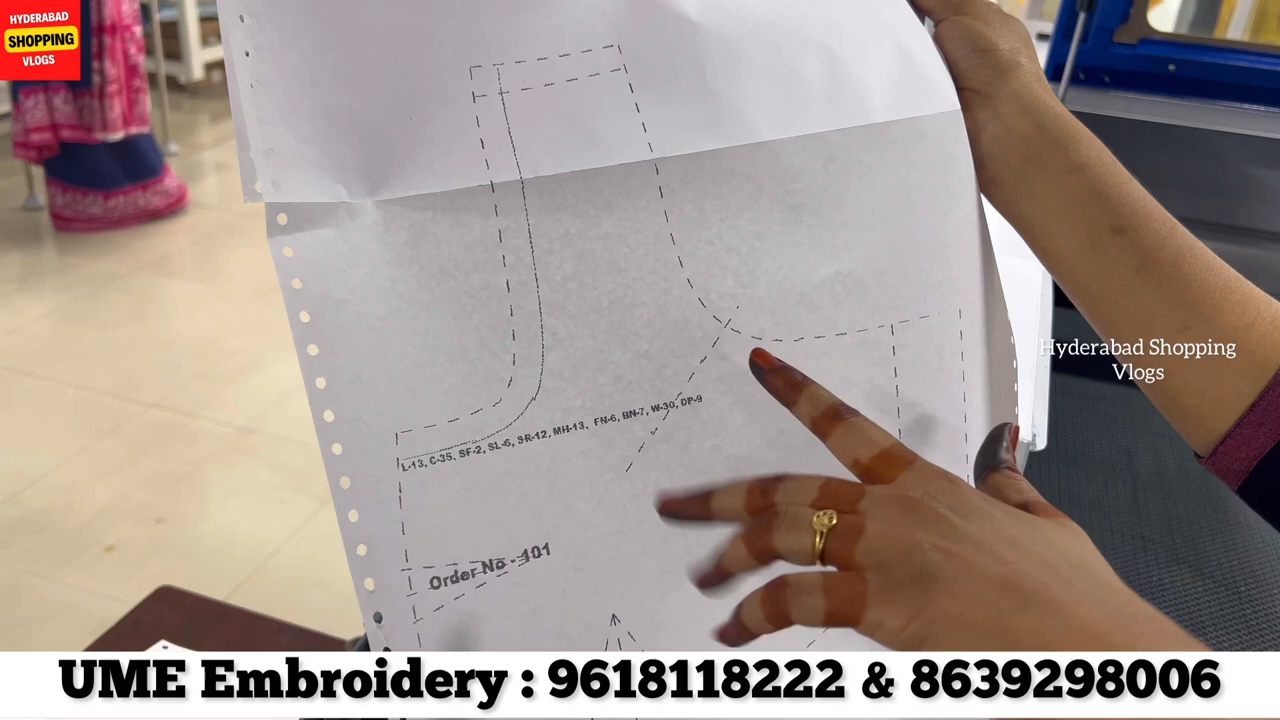 HYDERABAD
SHOPPING
VLOGS
Hyderabad Shopping
Vlogs
L-13, C-35, SF-2, SL-6, SR-12, MH-13, FN-6, BN-7, W-30, DP-9
Order No - 101
UME Embroidery : 9618118222 & 8639298006